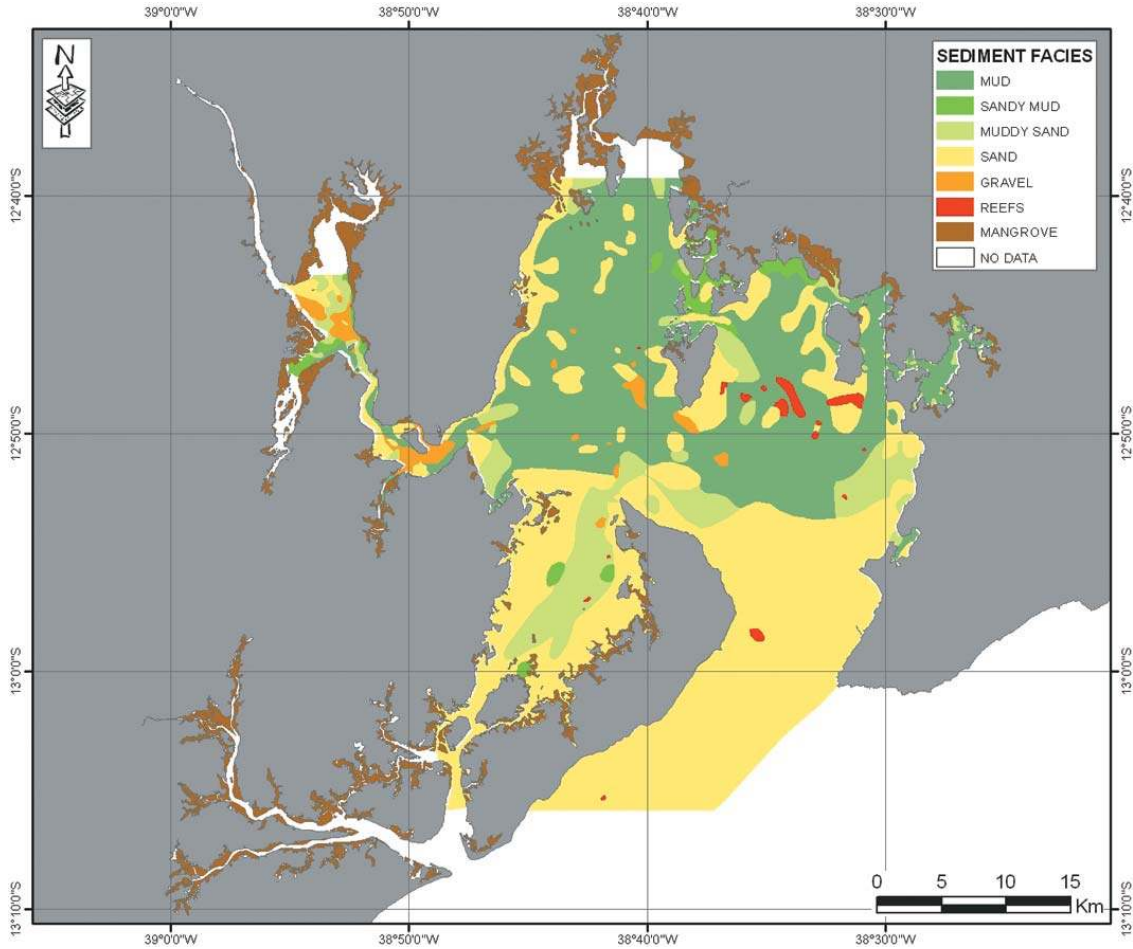 39°0'0"W 38°50'0"W 38°40'0"W 38°30'0"W
N
SEDIMENT FACIES
MUD
SANDY MUD
MUDDY SAND
SAND
GRAVEL
REEFS
MANGROVE
NO DATA
12°40'0"S 12°40'0"S
12°50'0"S 12°50'0"S
13°0'0"S 13°0'0"S
0 5 10 15
Km
13°10'0"S 13°10'0"S
39°0'0"W 38°50'0"W 38°40'0"W 38°30'0"W